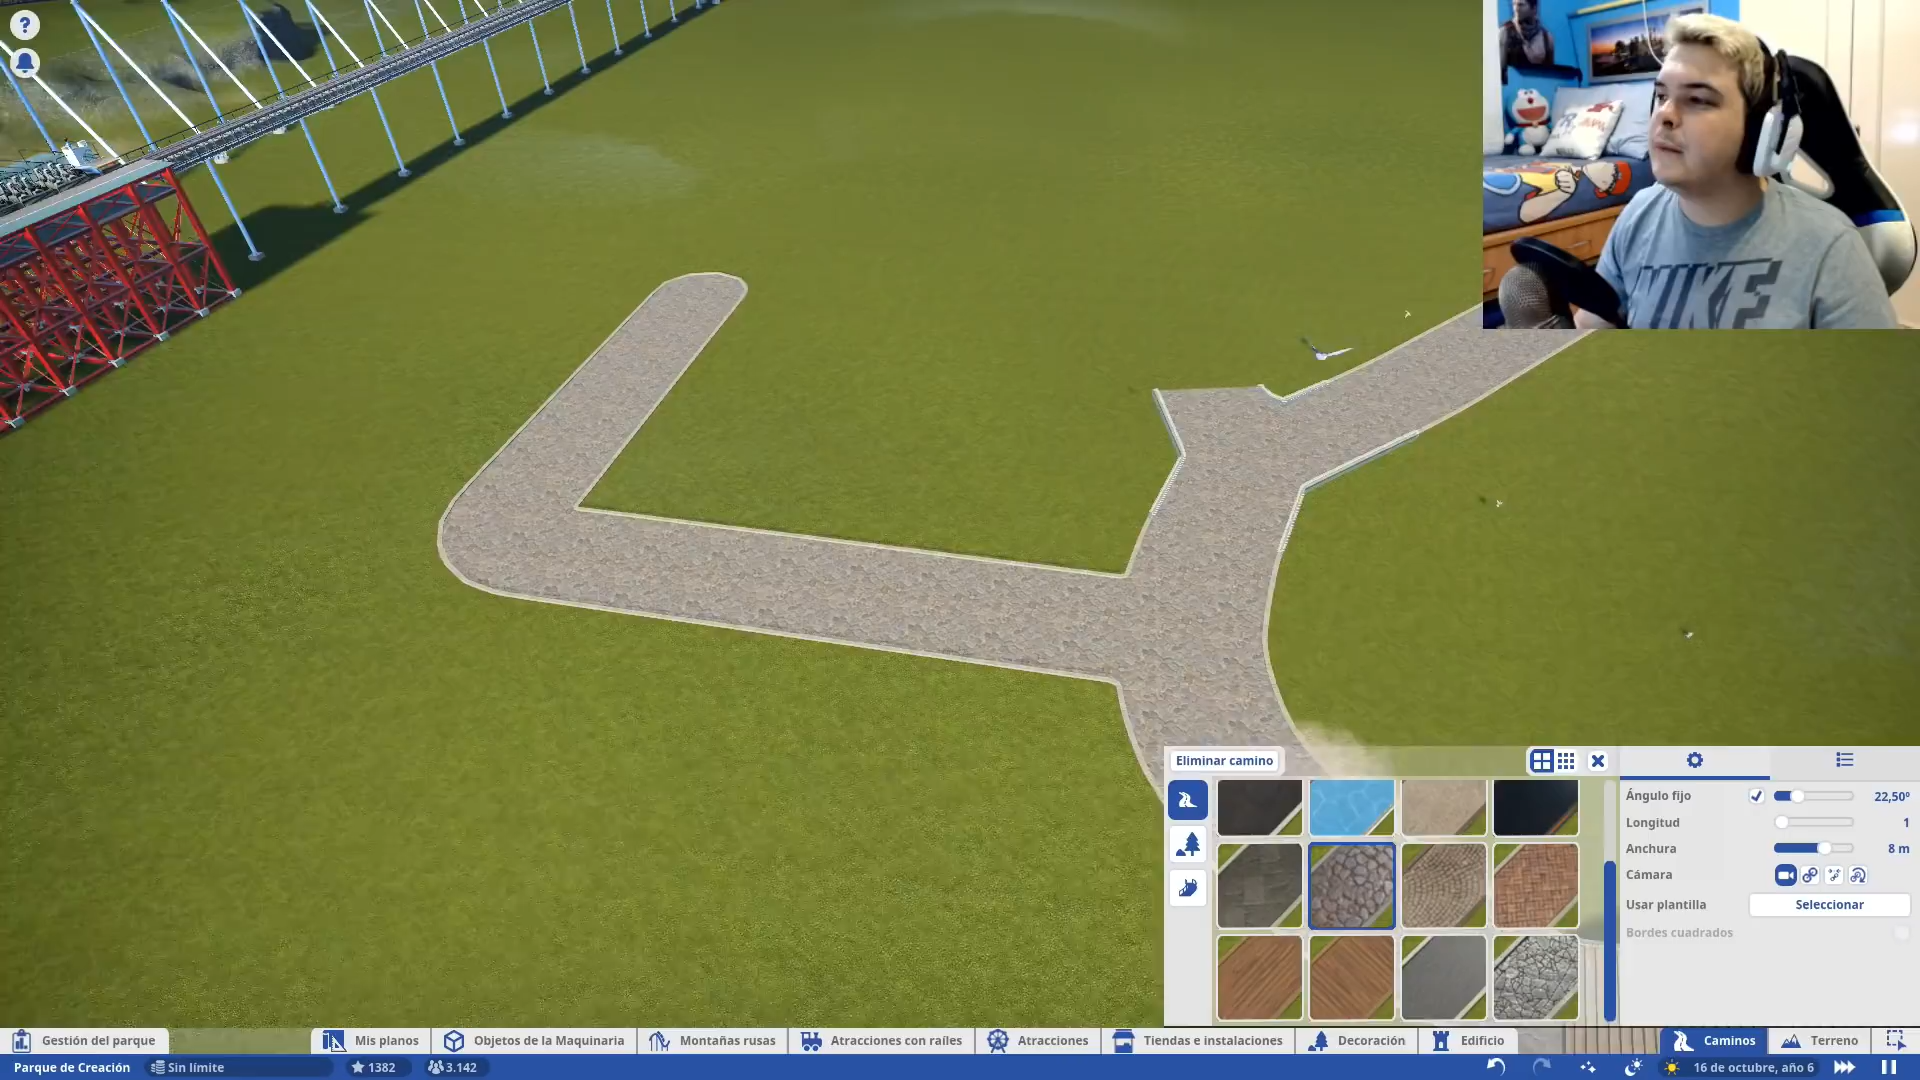 ?
NIKE
Eliminar camino
Ángulo fijo 22,50º
Longitud 1
Anchura 8 m
Cámara
Usar plantilla Seleccionar
Bordes cuadrados
Gestión del parque
Mis planos
Objetos de la Maquinaria
Montañas rusas
Atracciones con raíles
Atracciones
Tiendas e instalaciones
Decoración
Edificio
Caminos
Terreno
Parque de Creación
Sin límite
1382
3.142
16 de octubre, año 6